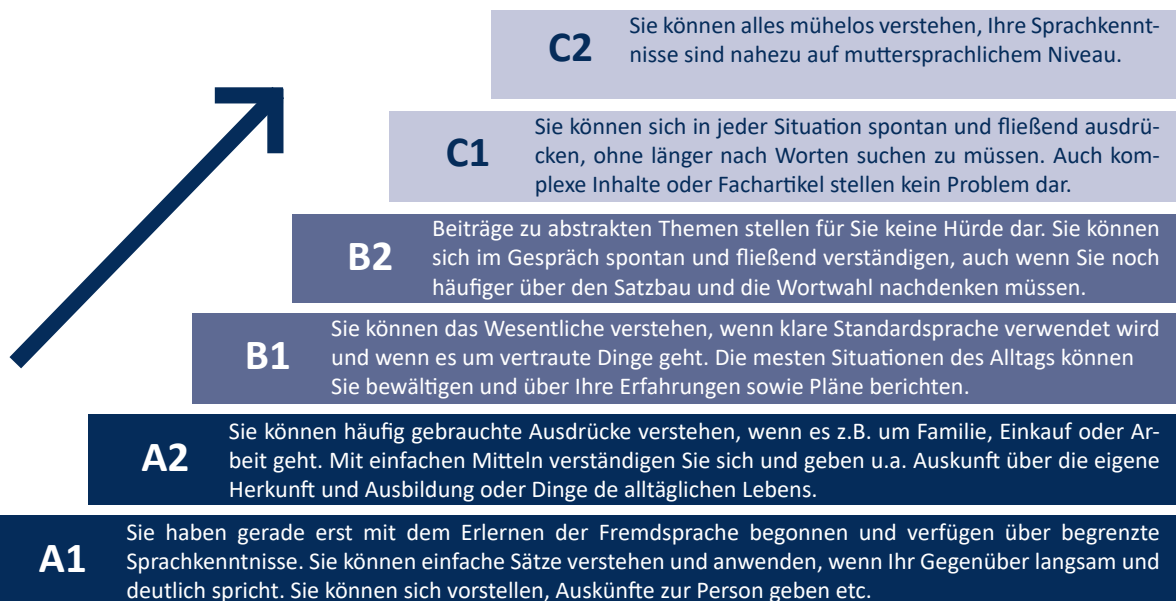 C2
Sie können alles mühelos verstehen, Ihre Sprachkennt-
nisse sind nahezu auf muttersprachlichem Niveau.
C1
Sie können sich in jeder Situation spontan und fließend ausdrü-
cken, ohne länger nach Worten suchen zu müssen. Auch kom-
plexe Inhalte oder Fachartikel stellen kein Problem dar.
B2
Beiträge zu abstrakten Themen stellen für Sie keine Hürde dar. Sie können
sich im Gespräch spontan und fließend verständigen, auch wenn Sie noch
häufiger über den Satzbau und die Wortwahl nachdenken müssen.
B1
Sie können das Wesentliche verstehen, wenn klare Standardsprache verwendet wird
und wenn es um vertraute Dinge geht. Die mesten Situationen des Alltags können
Sie bewältigen und über Ihre Erfahrungen sowie Pläne berichten.
A2
Sie können häufig gebrauchte Ausdrücke verstehen, wenn es z.B. um Familie, Einkauf oder Ar-
beit geht. Mit einfachen Mitteln verständigen Sie sich und geben u.a. Auskunft über die eigene
Herkunft und Ausbildung oder Dinge de alltäglichen Lebens.
A1
Sie haben gerade erst mit dem Erlernen der Fremdsprache begonnen und verfügen über begrenzte
Sprachkenntnisse. Sie können einfache Sätze verstehen und anwenden, wenn Ihr Gegenüber langsam und
deutlich spricht. Sie können sich vorstellen, Auskünfte zur Person geben etc.